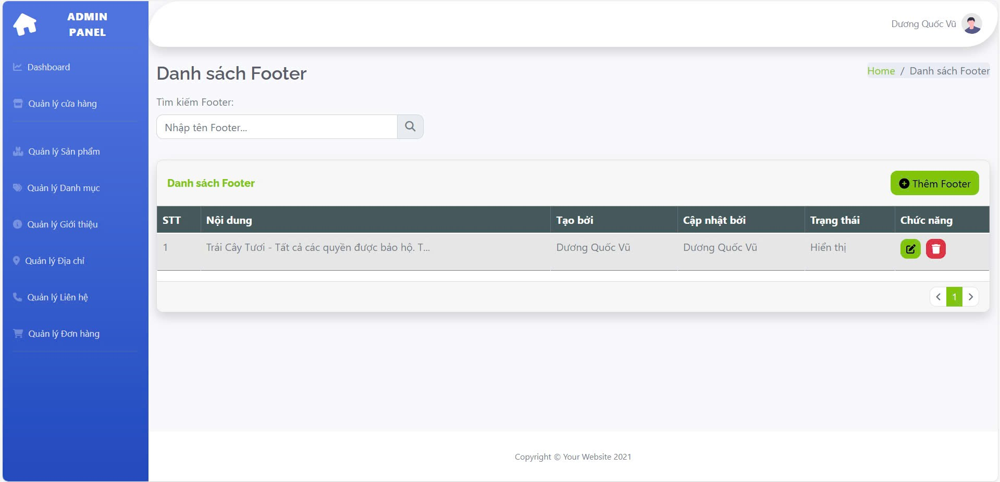 ADMIN
PANEL
Dashboard
Quản lý cửa hàng
Quản lý Sản phẩm
Quản lý Danh mục
Quản lý Giới thiệu
Quản lý Địa chỉ
Quản lý Liên hệ
Quản lý Đơn hàng
Dương Quốc Vũ
Danh sách Footer
Home / Danh sách Footer
Tìm kiếm Footer:
Nhập tên Footer...
Danh sách Footer
Thêm Footer
STT Nội dung Tạo bởi Cập nhật bởi Trạng thái Chức năng
1 Trái Cây Tươi - Tất cả các quyền được bảo hộ. T... Dương Quốc Vũ Dương Quốc Vũ Hiển thị
1
Copyright © Your Website 2021